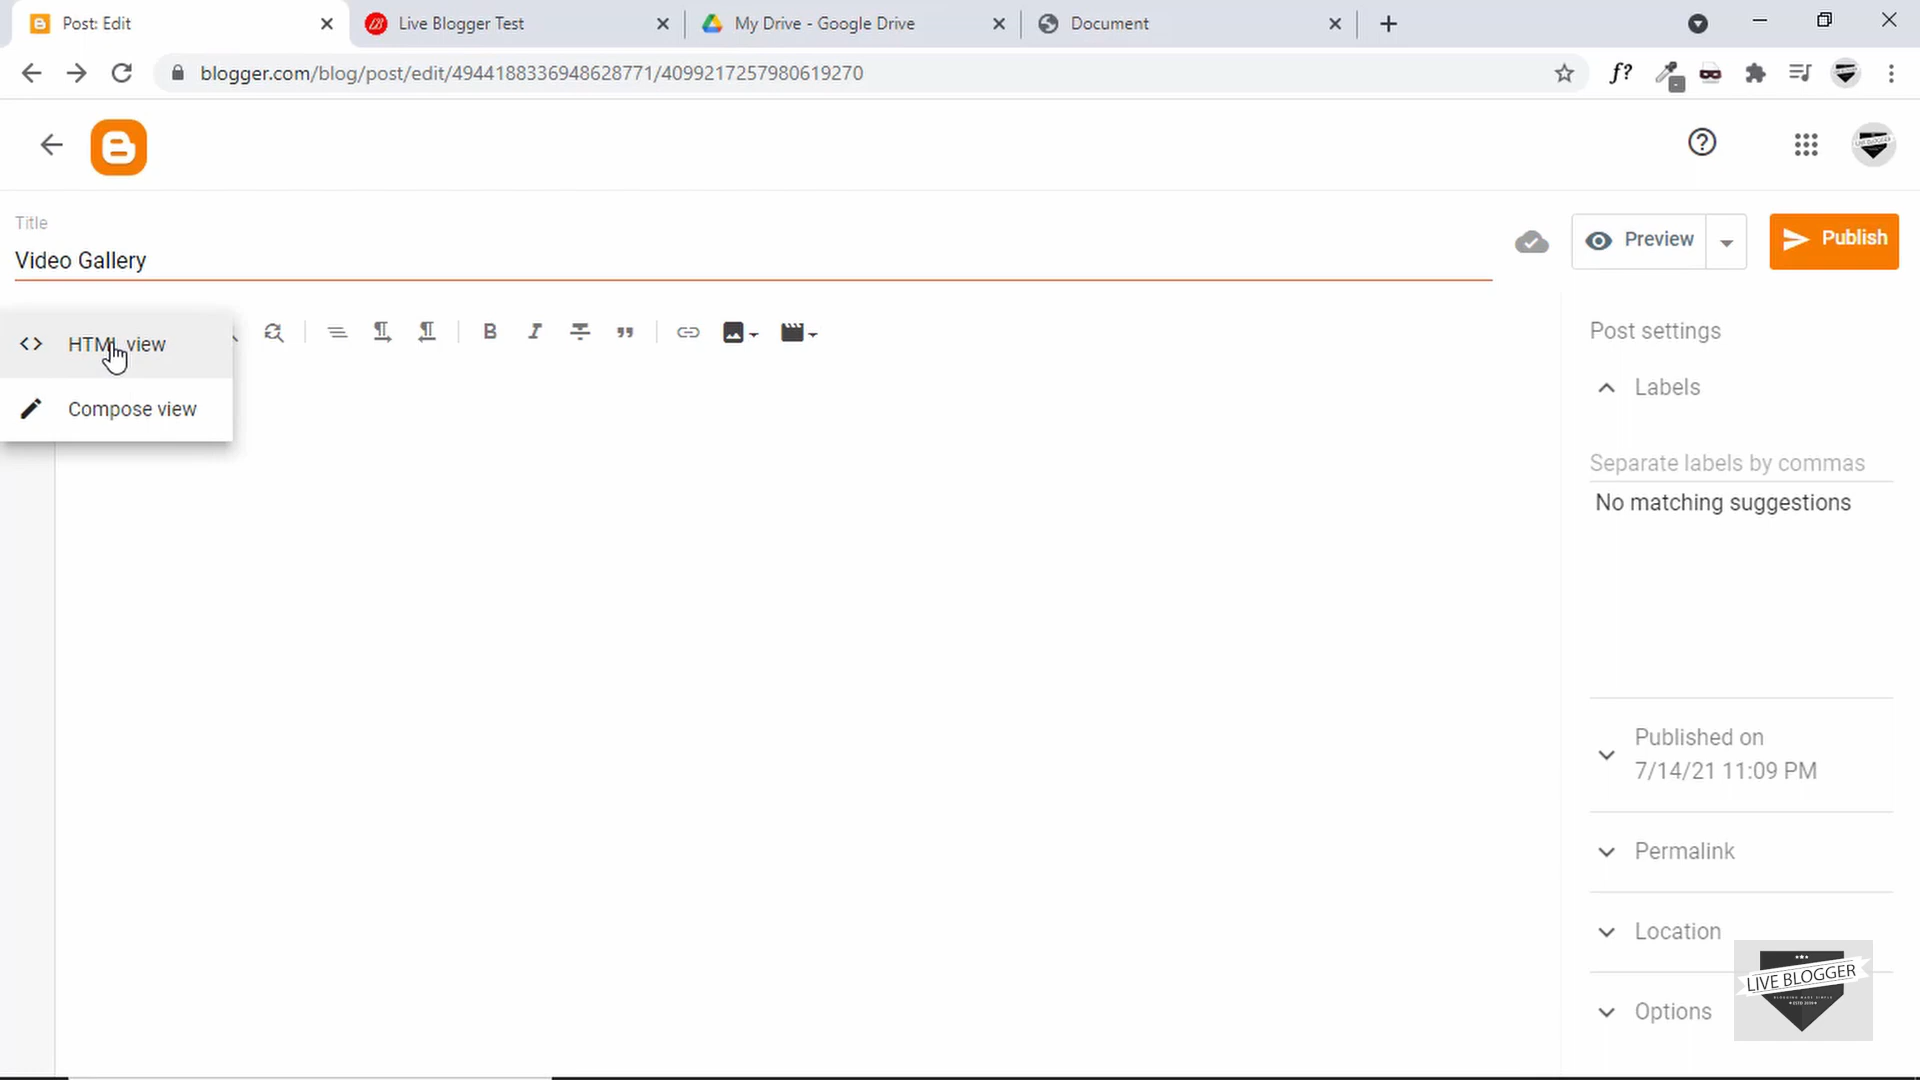 Post: Edit
Live Blogger Test
My Drive - Google Drive
Document
blogger.com/blog/post/edit/4944188336948628771/4099217257980619270
f?
Title
Video Gallery
Preview
Publish
HTML view
Compose view
Post settings
Labels
Separate labels by commas
No matching suggestions
Published on
7/14/21 11:09 PM
Permalink
Location
Options
LIVE BLOGGER